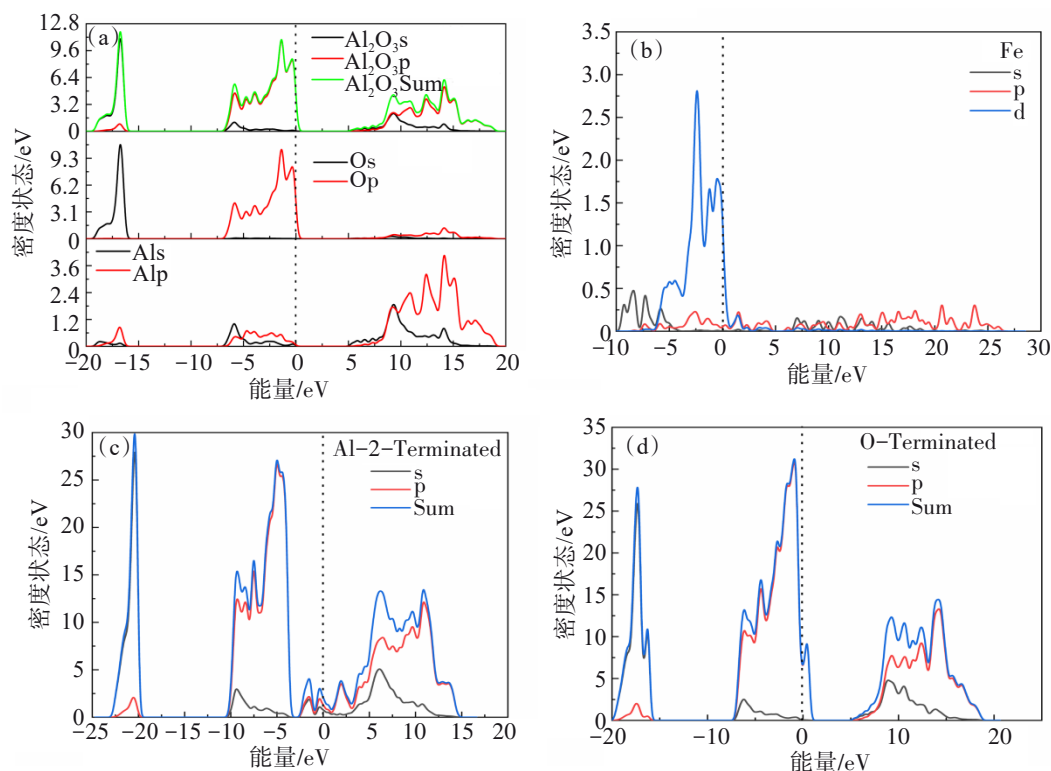 (a)
12.8
9.6
6.4
3.2
0
Al₂O₃s
Al₂O₃p
Al₂O₃Sum
9.3
6.2
3.1
0
Os
Op
3.6
2.4
1.2
0
Als
Alp
-20 -15 -10 -5 0 5 10 15 20
密度状态/eV
能量/eV
(b)
Fe
s
p
d
3.5
3.0
2.5
2.0
1.5
1.0
0.5
0
-10 -5 0 5 10 15 20 25 30
密度状态/eV
能量/eV
(c)
Al-2-Terminated
s
p
Sum
30
25
20
15
10
5
0
-25 -20 -15 -10 -5 0 5 10 15 20
密度状态/eV
能量/eV
(d)
O-Terminated
s
p
Sum
35
30
25
20
15
10
5
0
-20 -10 0 10 20
密度状态/eV
能量/eV